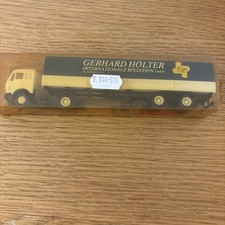 GERHARD HÖLTER
INTERNATIONALE SPEDITION GmbH